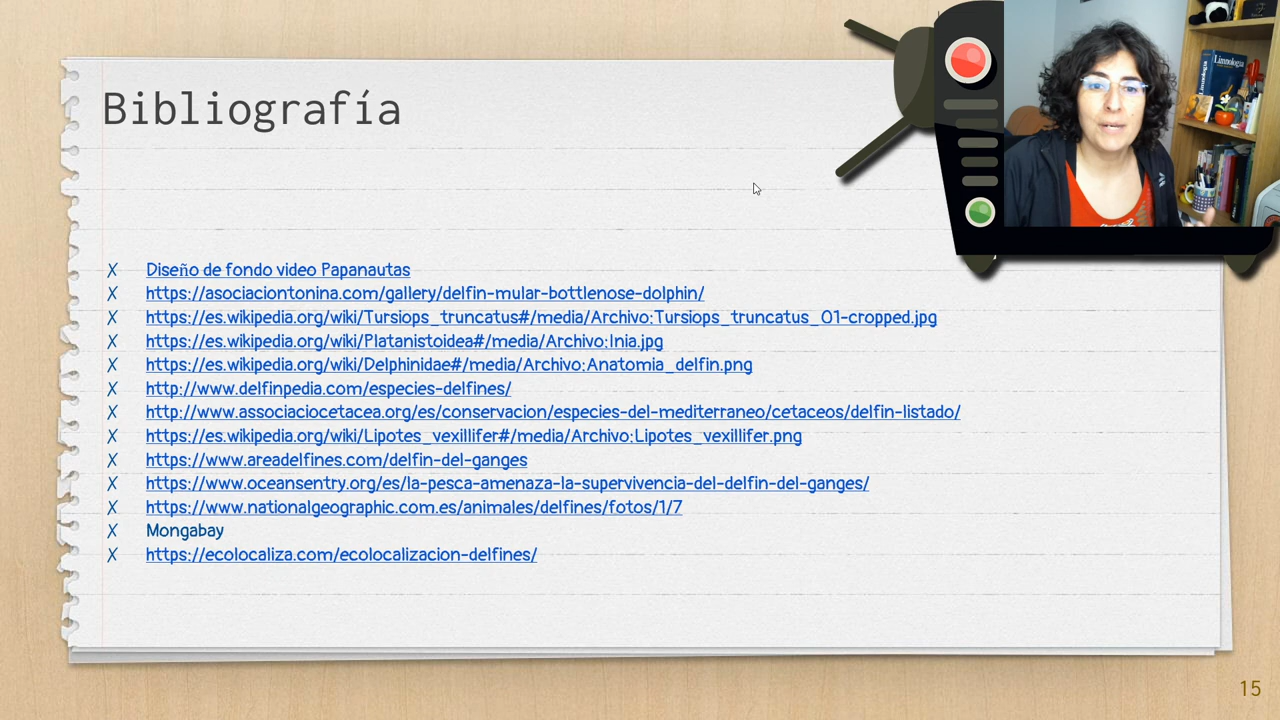 Bibliografía
Limnología
X Diseño de fondo video Papanautas
X https://asociaciontonina.com/gallery/delfin-mular-bottlenose-dolphin/
X https://es.wikipedia.org/wiki/Tursiops_truncatus#/media/Archivo:Tursiops_truncatus_01-cropped.jpg
X https://es.wikipedia.org/wiki/Platanistoidea#/media/Archivo:Inia.jpg
X https://es.wikipedia.org/wiki/Delphinidae#/media/Archivo:Anatomia_delfin.png
X http://www.delfinpedia.com/especies-delfines/
X http://www.associaciocetacea.org/es/conservacion/especies-del-mediterraneo/cetaceos/delfin-listado/
X https://es.wikipedia.org/wiki/Lipotes_vexillifer#/media/Archivo:Lipotes_vexillifer.png
X https://www.areadelfines.com/delfin-del-ganges
X https://www.oceansentry.org/es/la-pesca-amenaza-la-supervivencia-del-delfin-del-ganges/
X https://www.nationalgeographic.com.es/animales/delfines/fotos/1/7
X Mongabay
X https://ecolocaliza.com/ecolocalizacion-delfines/
15